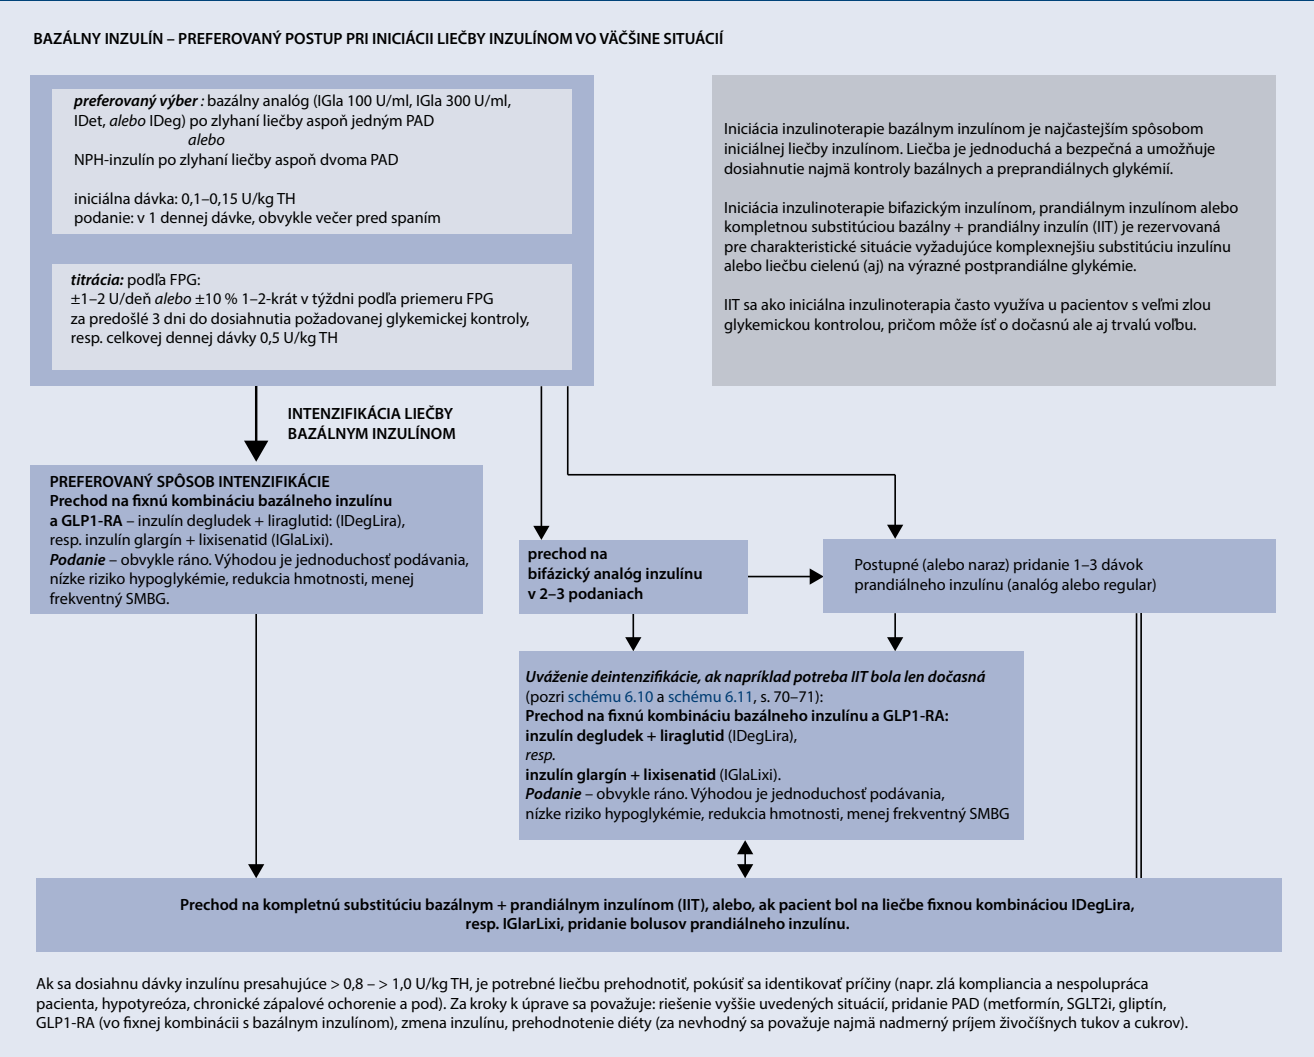 BAZÁLNY INZULÍN – PREFEROVANÝ POSTUP PRI INICIÁCII LIEČBY INZULÍNOM VO VÄČŠINE SITUÁCIÍ
preferovaný výber : bazálny analóg (IGla 100 U/ml, IGla 300 U/ml,
IDet, alebo IDeg) po zlyhaní liečby aspoň jedným PAD
alebo
NPH-inzulín po zlyhaní liečby aspoň dvoma PAD
iniciálna dávka: 0,1–0,15 U/kg TH
podanie: v 1 dennej dávke, obvykle večer pred spaním
titrácia: podľa FPG:
±1–2 U/deň alebo ±10 % 1–2-krát v týždni podľa priemeru FPG
za predošlé 3 dni do dosiahnutia požadovanej glykemickej kontroly,
resp. celkovej dennej dávky 0,5 U/kg TH
Iniciácia inzulinoterapie bazálnym inzulínom je najčastejším spôsobom
iniciálnej liečby inzulínom. Liečba je jednoduchá a bezpečná a umožňuje
dosiahnutie najmä kontroly bazálnych a preprandiálnych glykémií.
Iniciácia inzulinoterapie bifazickým inzulínom, prandiálnym inzulínom alebo
kompletnou substitúciou bazálny + prandiálny inzulín (IIT) je rezervovaná
pre charakteristické situácie vyžadujúce komplexnejšiu substitúciu inzulínu
alebo liečbu cielenú (aj) na výrazné postprandiálne glykémie.
IIT sa ako iniciálna inzulinoterapia často využíva u pacientov s veľmi zlou
glykemickou kontrolou, pričom môže ísť o dočasnú ale aj trvalú voľbu.
INTENZIFIKÁCIA LIEČBY
BAZÁLNYM INZULÍNOM
PREFEROVANÝ SPÔSOB INTENZIFIKÁCIE
Prechod na fixnú kombináciu bazálneho inzulínu
a GLP1-RA – inzulín degludek + liraglutid: (IDegLira),
resp. inzulín glargín + lixisenatid (IGlaLixi).
Podanie – obvykle ráno. Výhodou je jednoduchosť podávania,
nízke riziko hypoglykémie, redukcia hmotnosti, menej
frekventný SMBG.
prechod na
bifázický analóg inzulínu
v 2–3 podaniach
Postupné (alebo naraz) pridanie 1–3 dávok
prandiálneho inzulínu (analóg alebo regular)
Uváženie deintenzifikácie, ak napríklad potreba IIT bola len dočasná
(pozri schému 6.10 a schému 6.11, s. 70–71):
Prechod na fixnú kombináciu bazálneho inzulínu a GLP1-RA:
inzulín degludek + liraglutid (IDegLira),
resp.
inzulín glargín + lixisenatid (IGlaLixi).
Podanie – obvykle ráno. Výhodou je jednoduchosť podávania,
nízke riziko hypoglykémie, redukcia hmotnosti, menej frekventný SMBG
Prechod na kompletnú substitúciu bazálnym + prandiálnym inzulínom (IIT), alebo, ak pacient bol na liečbe fixnou kombináciou IDegLira,
resp. IGlarLixi, pridanie bolusov prandiálneho inzulínu.
Ak sa dosiahnu dávky inzulínu presahujúce > 0,8 – > 1,0 U/kg TH, je potrebné liečbu prehodnotiť, pokúsiť sa identikovať príčiny (napr. zlá kompliancia a nespolupráca
pacienta, hypotyreóza, chronické zápalové ochorenie a pod). Za kroky k úprave sa považuje: riešenie vyššie uvedených situácií, pridanie PAD (metformín, SGLT2i, gliptín,
GLP1-RA (vo fixnej kombinácii s bazálnym inzulínom), zmena inzulínu, prehodnotenie diéty (za nevhodný sa považuje najmä nadmerný príjem živočíšnych tukov a cukrov).